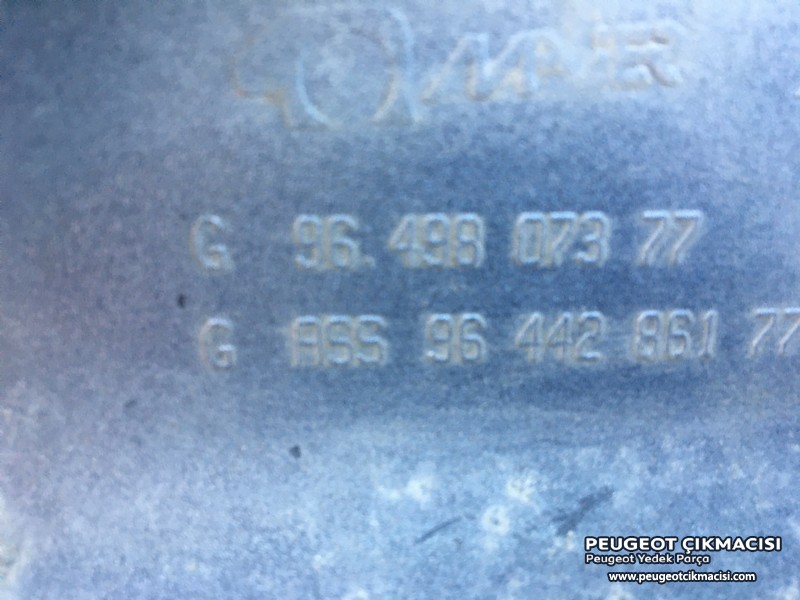 G 96.498 073 77
G ASS 96 442 861 77
PEUGEOT ÇIKMACISI
Peugeot Yedek Parça
www.peugeotcikmacisi.com